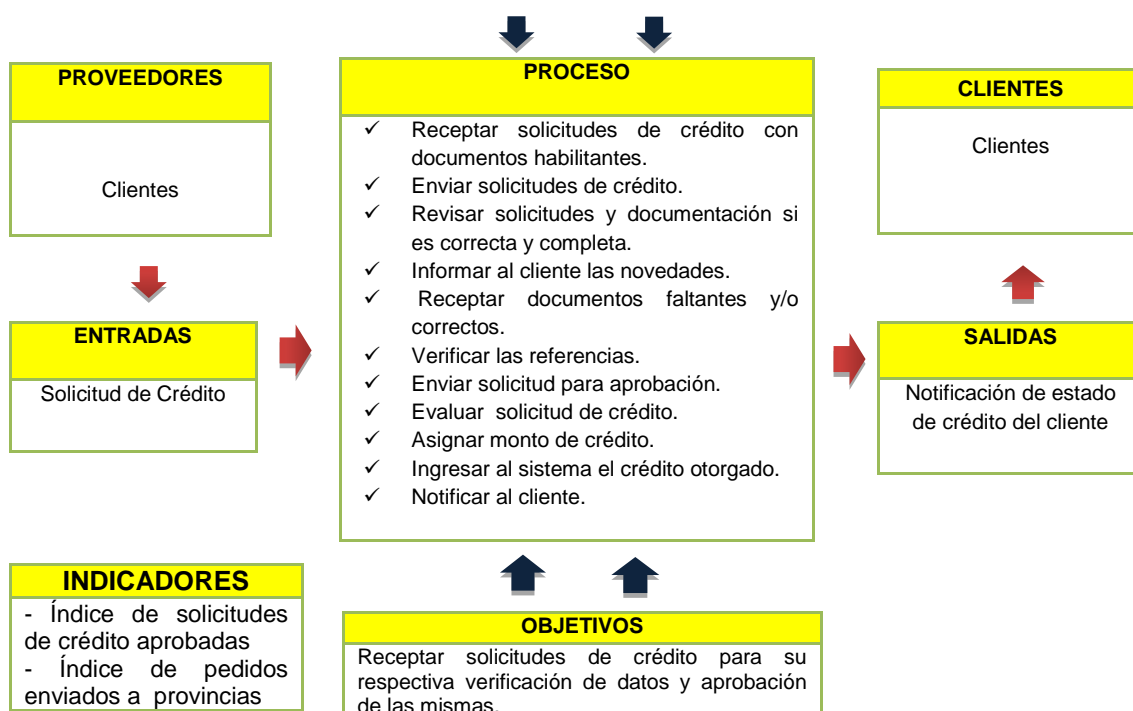 PROVEEDORES
Clientes
ENTRADAS
Solicitud de Crédito
PROCESO
✓ Receptar solicitudes de crédito con
documentos habilitantes.
✓ Enviar solicitudes de crédito.
✓ Revisar solicitudes y documentación si
es correcta y completa.
✓ Informar al cliente las novedades.
✓ Receptar documentos faltantes y/o
correctos.
✓ Verificar las referencias.
✓ Enviar solicitud para aprobación.
✓ Evaluar solicitud de crédito.
✓ Asignar monto de crédito.
✓ Ingresar al sistema el crédito otorgado.
✓ Notificar al cliente.
CLIENTES
Clientes
SALIDAS
Notificación de estado
de crédito del cliente
INDICADORES
- Índice de solicitudes
de crédito aprobadas
- Índice de pedidos
enviados a provincias
OBJETIVOS
Receptar solicitudes de crédito para su
respectiva verificación de datos y aprobación
de las mismas.